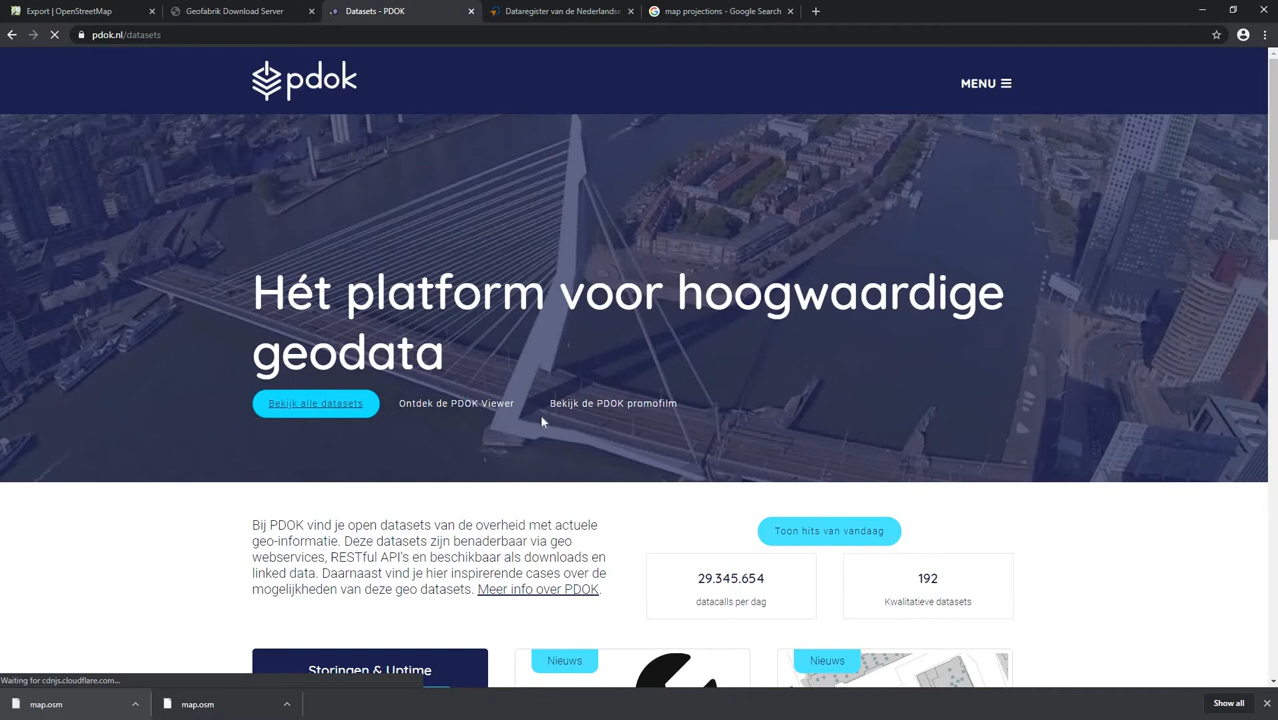 Export | OpenStreetMap
Geofabrik Download Server
Datasets - PDOK
Dataregister van de Nederlandse
map projections - Google Search
pdok.nl/datasets
pdok
MENU
Hét platform voor hoogwaardige
geodata
Bekijk alle datasets
Ontdek de PDOK Viewer
Bekijk de PDOK promofilm
Bij PDOK vind je open datasets van de overheid met actuele
geo-informatie. Deze datasets zijn benaderbaar via geo
webservices, RESTful API's en beschikbaar als downloads en
linked data. Daarnaast vind je hier inspirerende cases over de
mogelijkheden van deze geo datasets. Meer info over PDOK.
Toon hits van vandaag
29.345.654
datacalls per dag
192
Kwalitatieve datasets
Storingen & Uptime
Nieuws
Nieuws
Waiting for cdnjs.cloudflare.com...
map.osm
map.osm
Show all